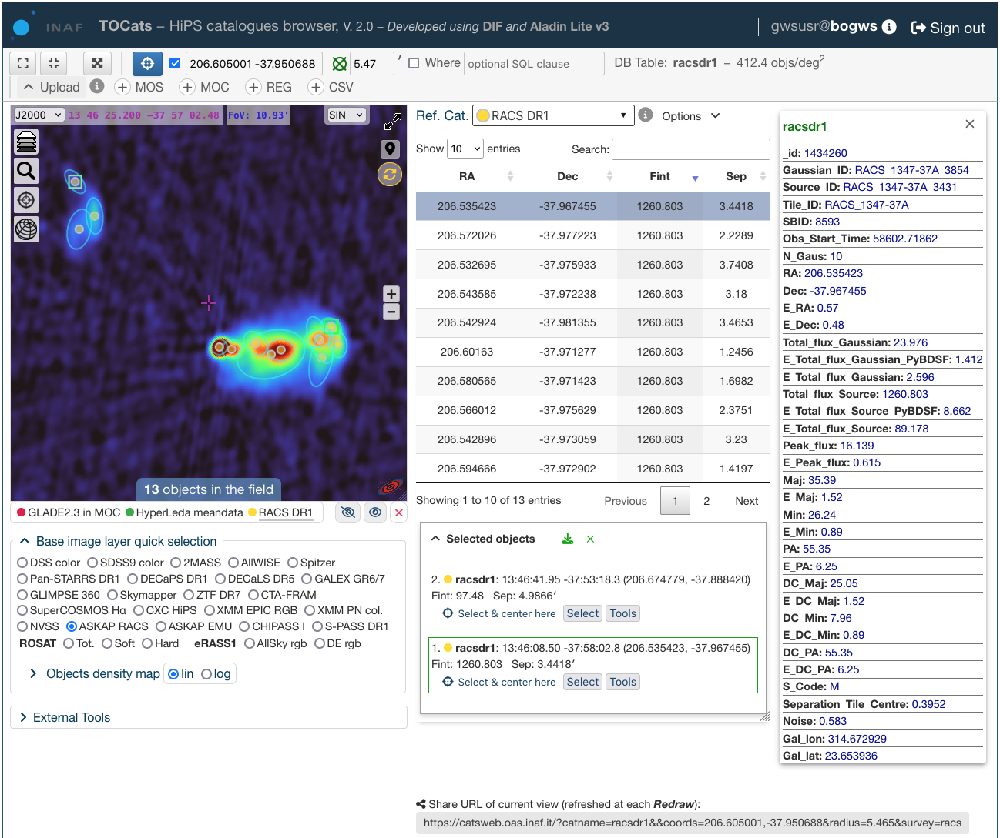 INAF TOCats – HiPS catalogues browser, V. 2.0 – Developed using DIF and Aladin Lite v3 gwsusr@bogws Sign out
206.605001 -37.950688 5.47 ′ Where optional SQL clause DB Table: racsdr1 – 412.4 objs/deg2
Upload MOS MOC REG CSV
J2000 13 46 25.200 -37 57 02.48 FoV: 10.93' SIN
13 objects in the field
GLADE2.3 in MOC HyperLeda meandata RACS DR1
Base image layer quick selection
DSS color SDSS9 color 2MASS AllWISE Spitzer
Pan-STARRS DR1 DECaPS DR1 DECaLS DR5 GALEX GR6/7
GLIMPSE 360 Skymapper ZTF DR7 CTA-FRAM
SuperCOSMOS Hα CXC HiPS XMM EPIC RGB XMM PN col.
NVSS ASKAP RACS ASKAP EMU CHIPASS I S-PASS DR1
ROSAT Tot. Soft Hard eRASS1 AllSky rgb DE rgb
Objects density map lin log
External Tools
Ref. Cat. RACS DR1 Options
Show 10 entries Search:
RA Dec Fint Sep
206.535423 -37.967455 1260.803 3.4418
206.572026 -37.977223 1260.803 2.2289
206.532695 -37.975933 1260.803 3.7408
206.543585 -37.972238 1260.803 3.18
206.542924 -37.981355 1260.803 3.4653
206.60163 -37.971277 1260.803 1.2456
206.580565 -37.971423 1260.803 1.6982
206.566012 -37.975629 1260.803 2.3751
206.542896 -37.973059 1260.803 3.23
206.594666 -37.972902 1260.803 1.4197
Showing 1 to 10 of 13 entries Previous 1 2 Next
Selected objects
2. racsdr1: 13:46:41.95 -37:53:18.3 (206.674779, -37.888420)
Fint: 97.48 Sep: 4.9866′
Select & center here Select Tools
1. racsdr1: 13:46:08.50 -37:58:02.8 (206.535423, -37.967455)
Fint: 1260.803 Sep: 3.4418′
Select & center here Select Tools
racsdr1
_id: 1434260
Gaussian_ID: RACS_1347-37A_3854
Source_ID: RACS_1347-37A_3431
Tile_ID: RACS_1347-37A
SBID: 8593
Obs_Start_Time: 58602.71862
N_Gaus: 10
RA: 206.535423
Dec: -37.967455
E_RA: 0.57
E_Dec: 0.48
Total_flux_Gaussian: 23.976
E_Total_flux_Gaussian_PyBDSF: 1.412
E_Total_flux_Gaussian: 2.596
Total_flux_Source: 1260.803
E_Total_flux_Source_PyBDSF: 8.662
E_Total_flux_Source: 89.178
Peak_flux: 16.139
E_Peak_flux: 0.615
Maj: 35.39
E_Maj: 1.52
Min: 26.24
E_Min: 0.89
PA: 55.35
E_PA: 6.25
DC_Maj: 25.05
E_DC_Maj: 1.52
DC_Min: 7.96
E_DC_Min: 0.89
DC_PA: 55.35
E_DC_PA: 6.25
S_Code: M
Separation_Tile_Centre: 0.3952
Noise: 0.583
Gal_lon: 314.672929
Gal_lat: 23.653936
Share URL of current view (refreshed at each Redraw):
https://catsweb.oas.inaf.it/?catname=racsdr1&&coords=206.605001,-37.950688&radius=5.465&survey=racs